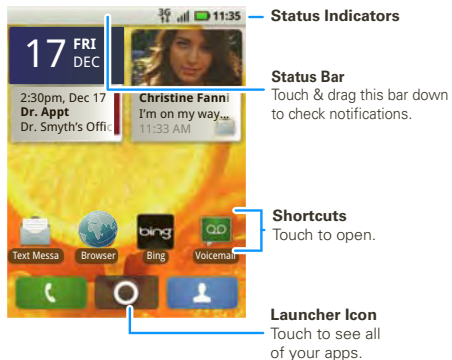 3G 11:35
Status Indicators
17 FRI
DEC
Status Bar
Touch & drag this bar down
to check notifications.
2:30pm, Dec 17
Dr. Appt
Dr. Smyth's Offic
Christine Fanni
I'm on my way...
11:33 AM
Shortcuts
Touch to open.
bing
Text Messa
Browser
Bing
Voicemail
Launcher Icon
Touch to see all
of your apps.